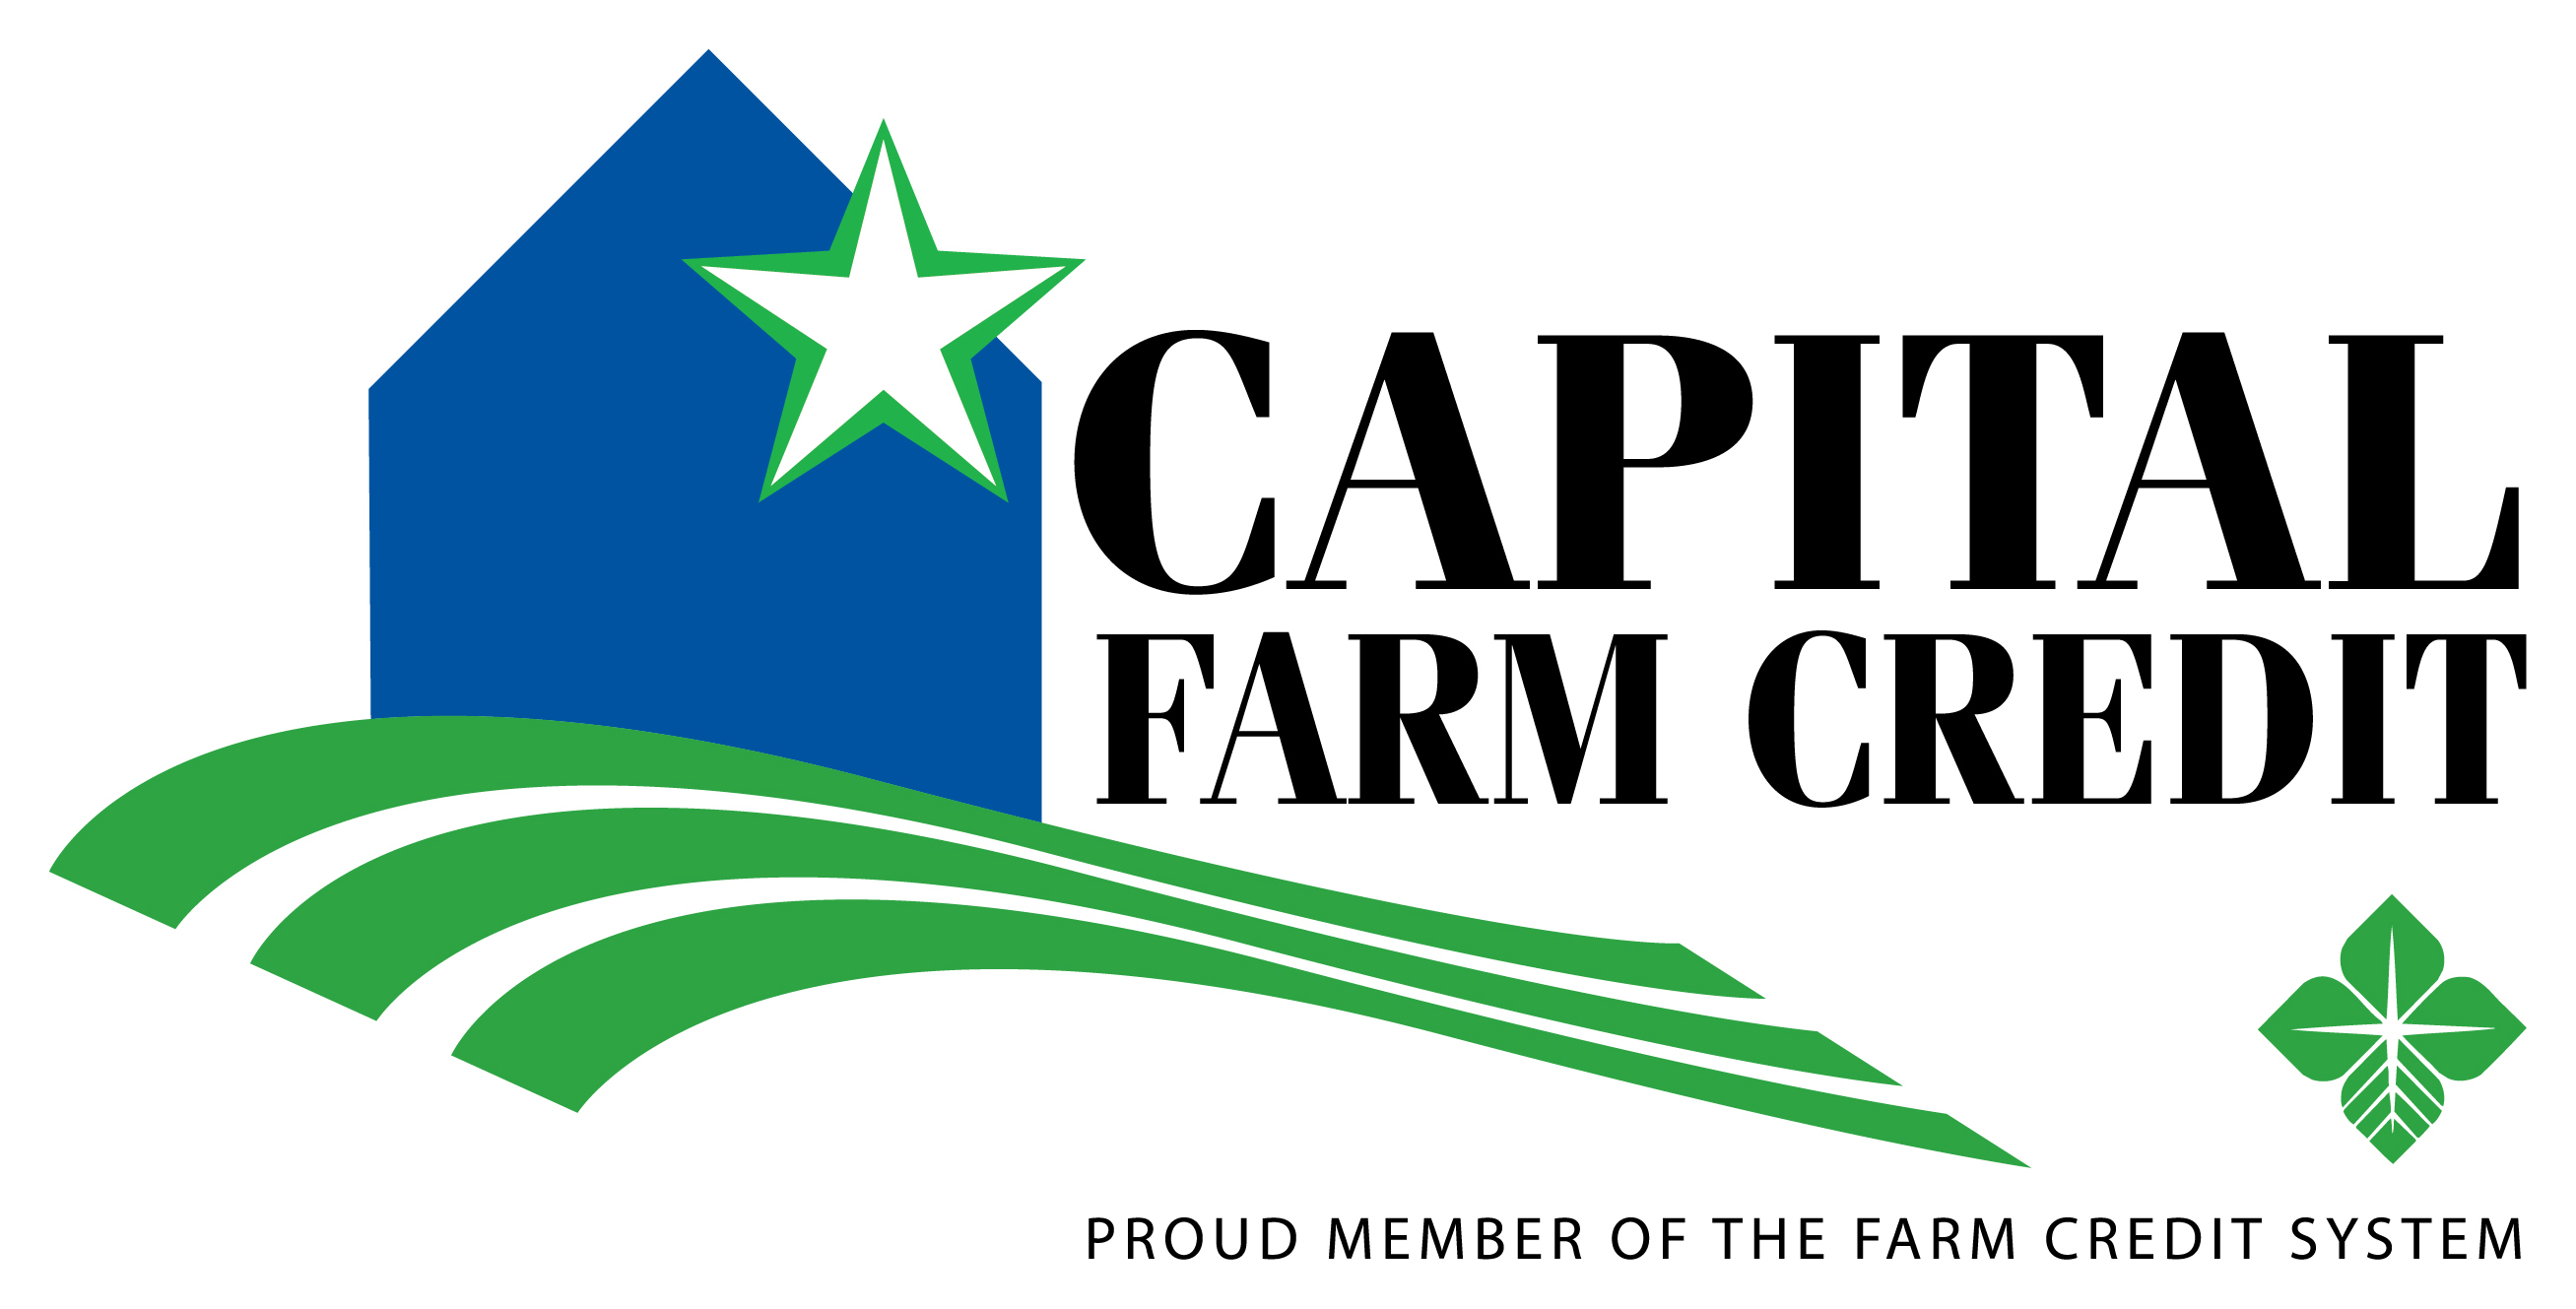 CAPITAL
FARM CREDIT
PROUD MEMBER OF THE FARM CREDIT SYSTEM